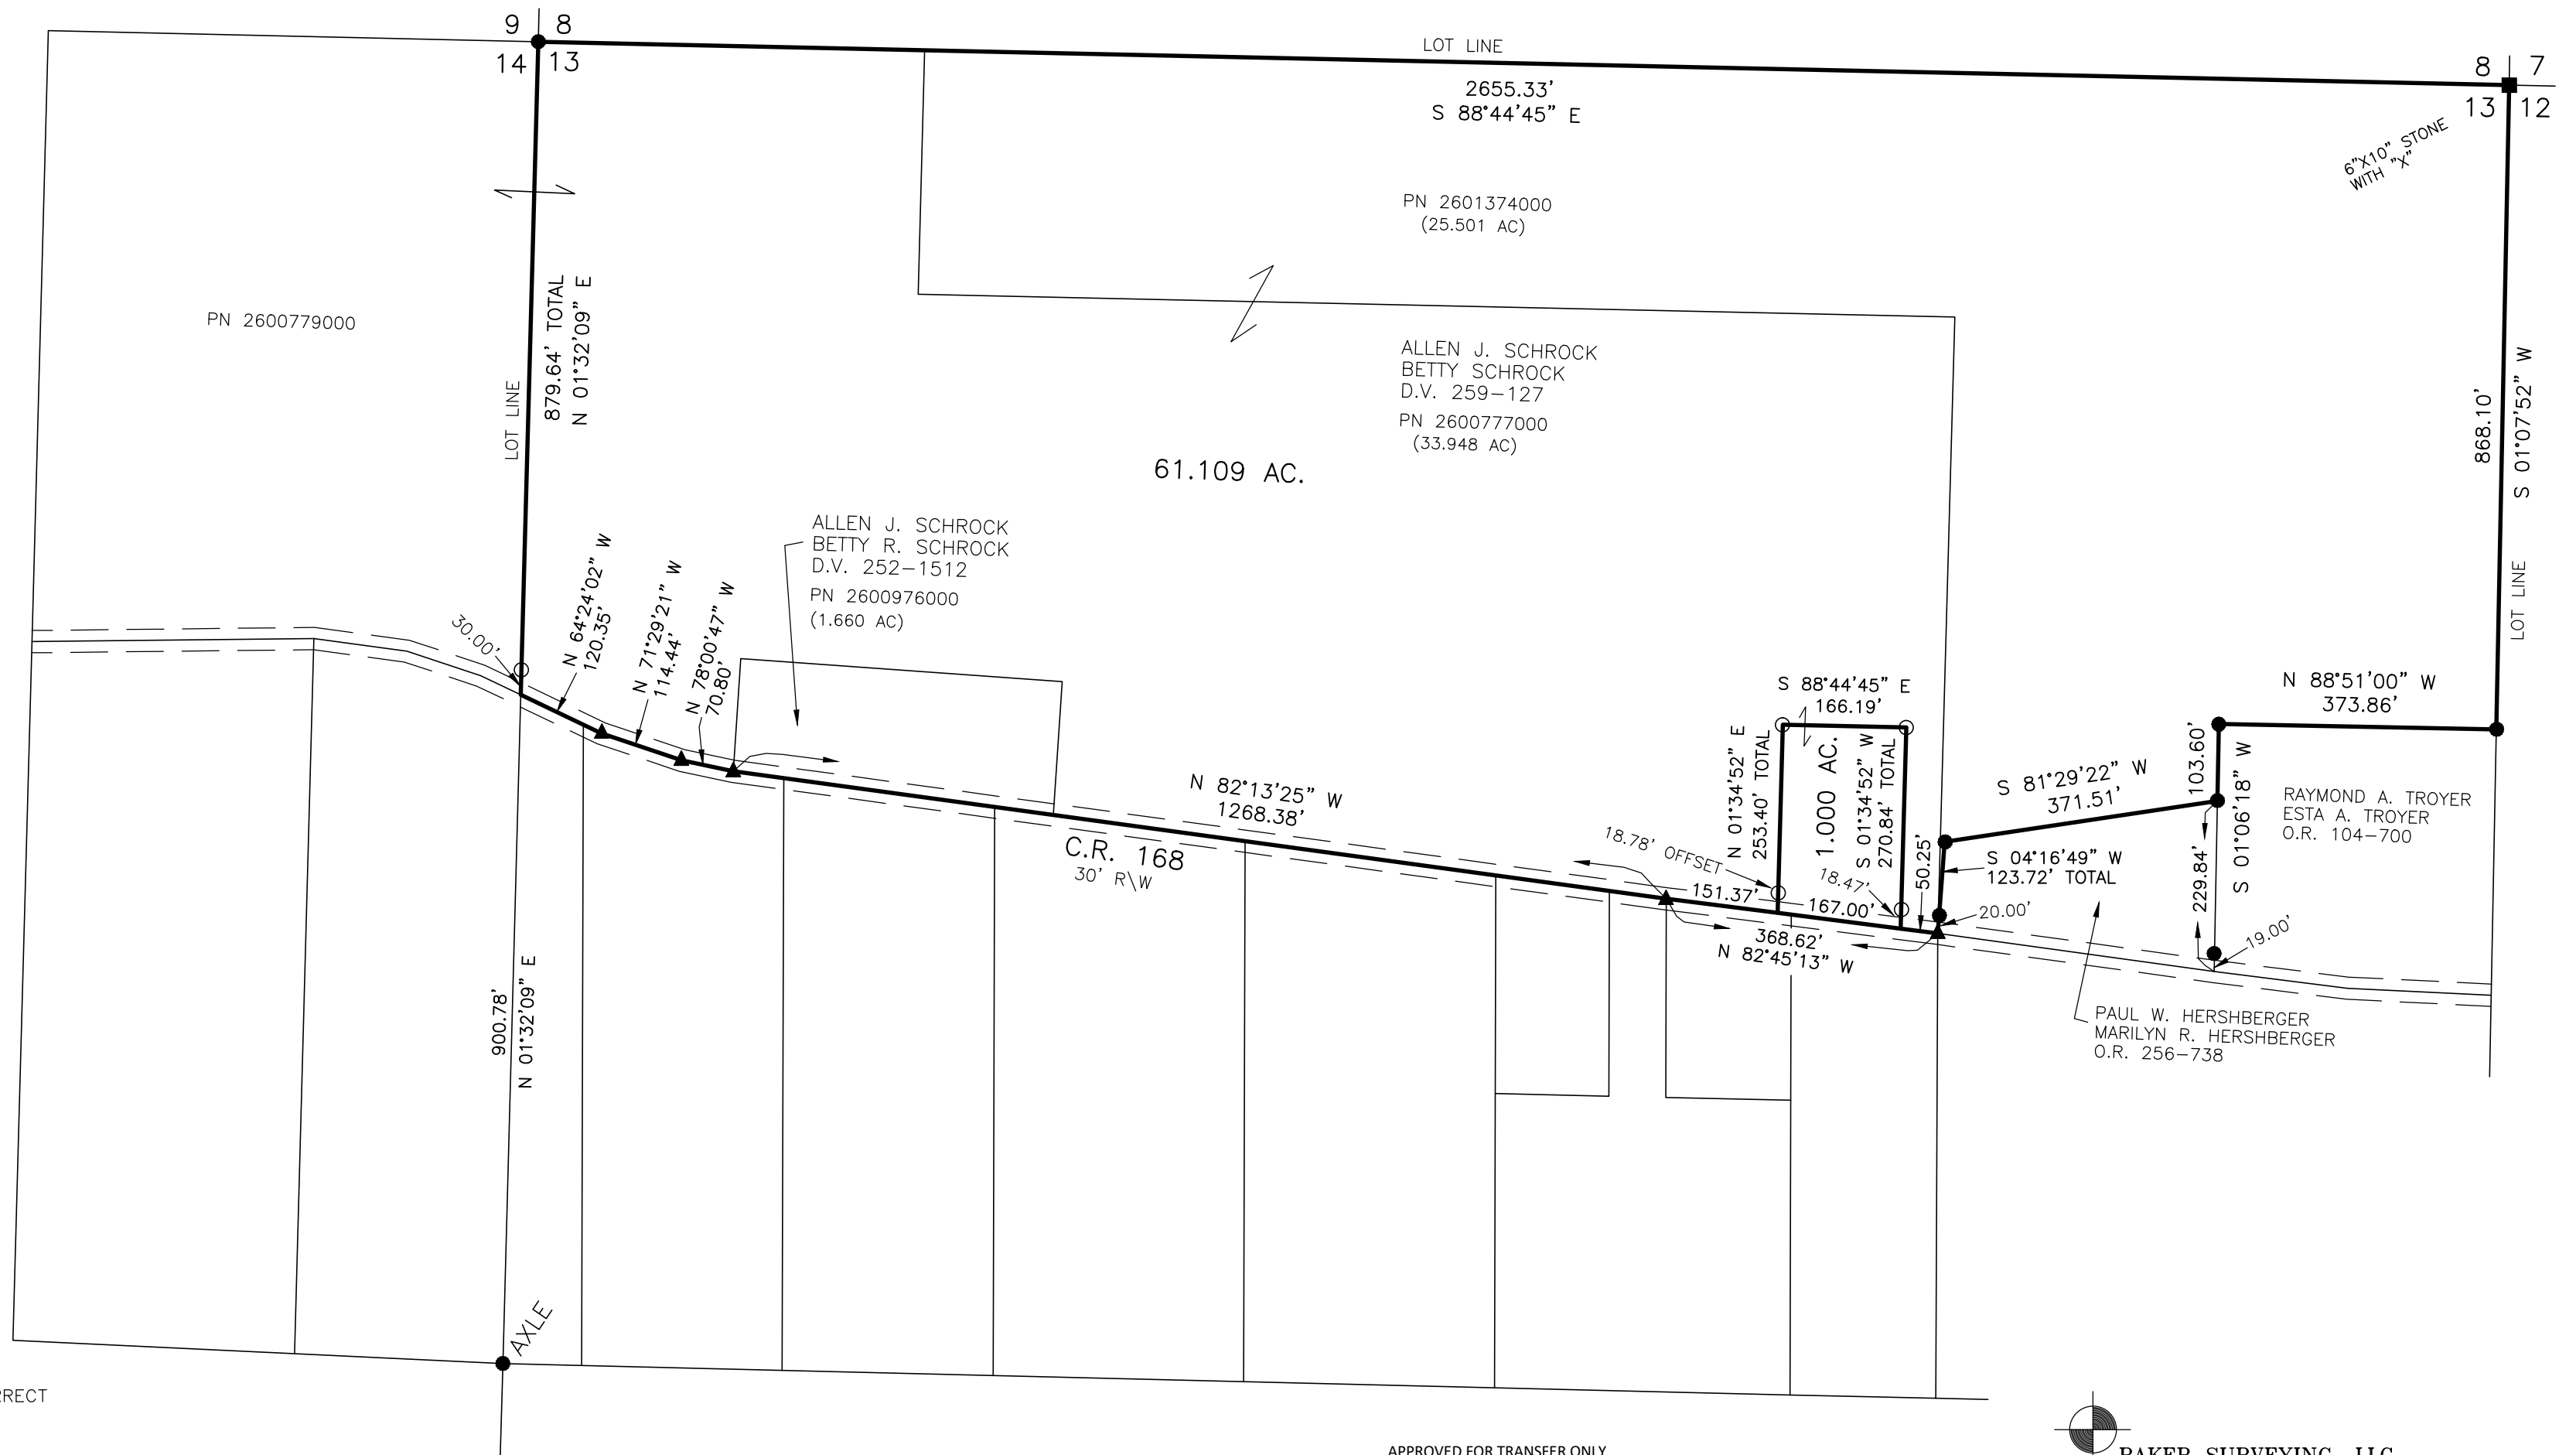 9 8
14 13
LOT LINE
2655.33'
S 88°44'45" E
8 7
13 12
6"X10" STONE
WITH "X"
PN 2601374000
(25.501 AC)
PN 2600779000
879.64' TOTAL
N 01°32'09" E
LOT LINE
ALLEN J. SCHROCK
BETTY SCHROCK
D.V. 259-127
PN 2600777000
(33.948 AC)
61.109 AC.
868.10'
S 01°07'52" W
LOT LINE
ALLEN J. SCHROCK
BETTY R. SCHROCK
D.V. 252-1512
PN 2600976000
(1.660 AC)
30.00'
N 64°24'02" W
120.35'
N 71°29'21" W
114.44'
N 78°00'47" W
70.80'
N 82°13'25" W
1268.38'
C.R. 168
30' R\W
S 88°44'45" E
166.19'
N 01°34'52" E
253.40' TOTAL
1.000 AC.
S 01°34'52" W
270.84' TOTAL
18.78' OFFSET
18.47'
151.37'
167.00'
50.25'
368.62'
N 82°45'13" W
S 81°29'22" W
371.51'
S 04°16'49" W
123.72' TOTAL
20.00'
N 88°51'00" W
373.86'
103.60'
S 01°06'18" W
229.84'
19.00'
RAYMOND A. TROYER
ESTA A. TROYER
O.R. 104-700
PAUL W. HERSHBERGER
MARILYN R. HERSHBERGER
O.R. 256-738
900.78'
N 01°32'09" E
AXLE
RRECT
APPROVED FOR TRANSFER ONLY
BAKER SURVEYING, LLC